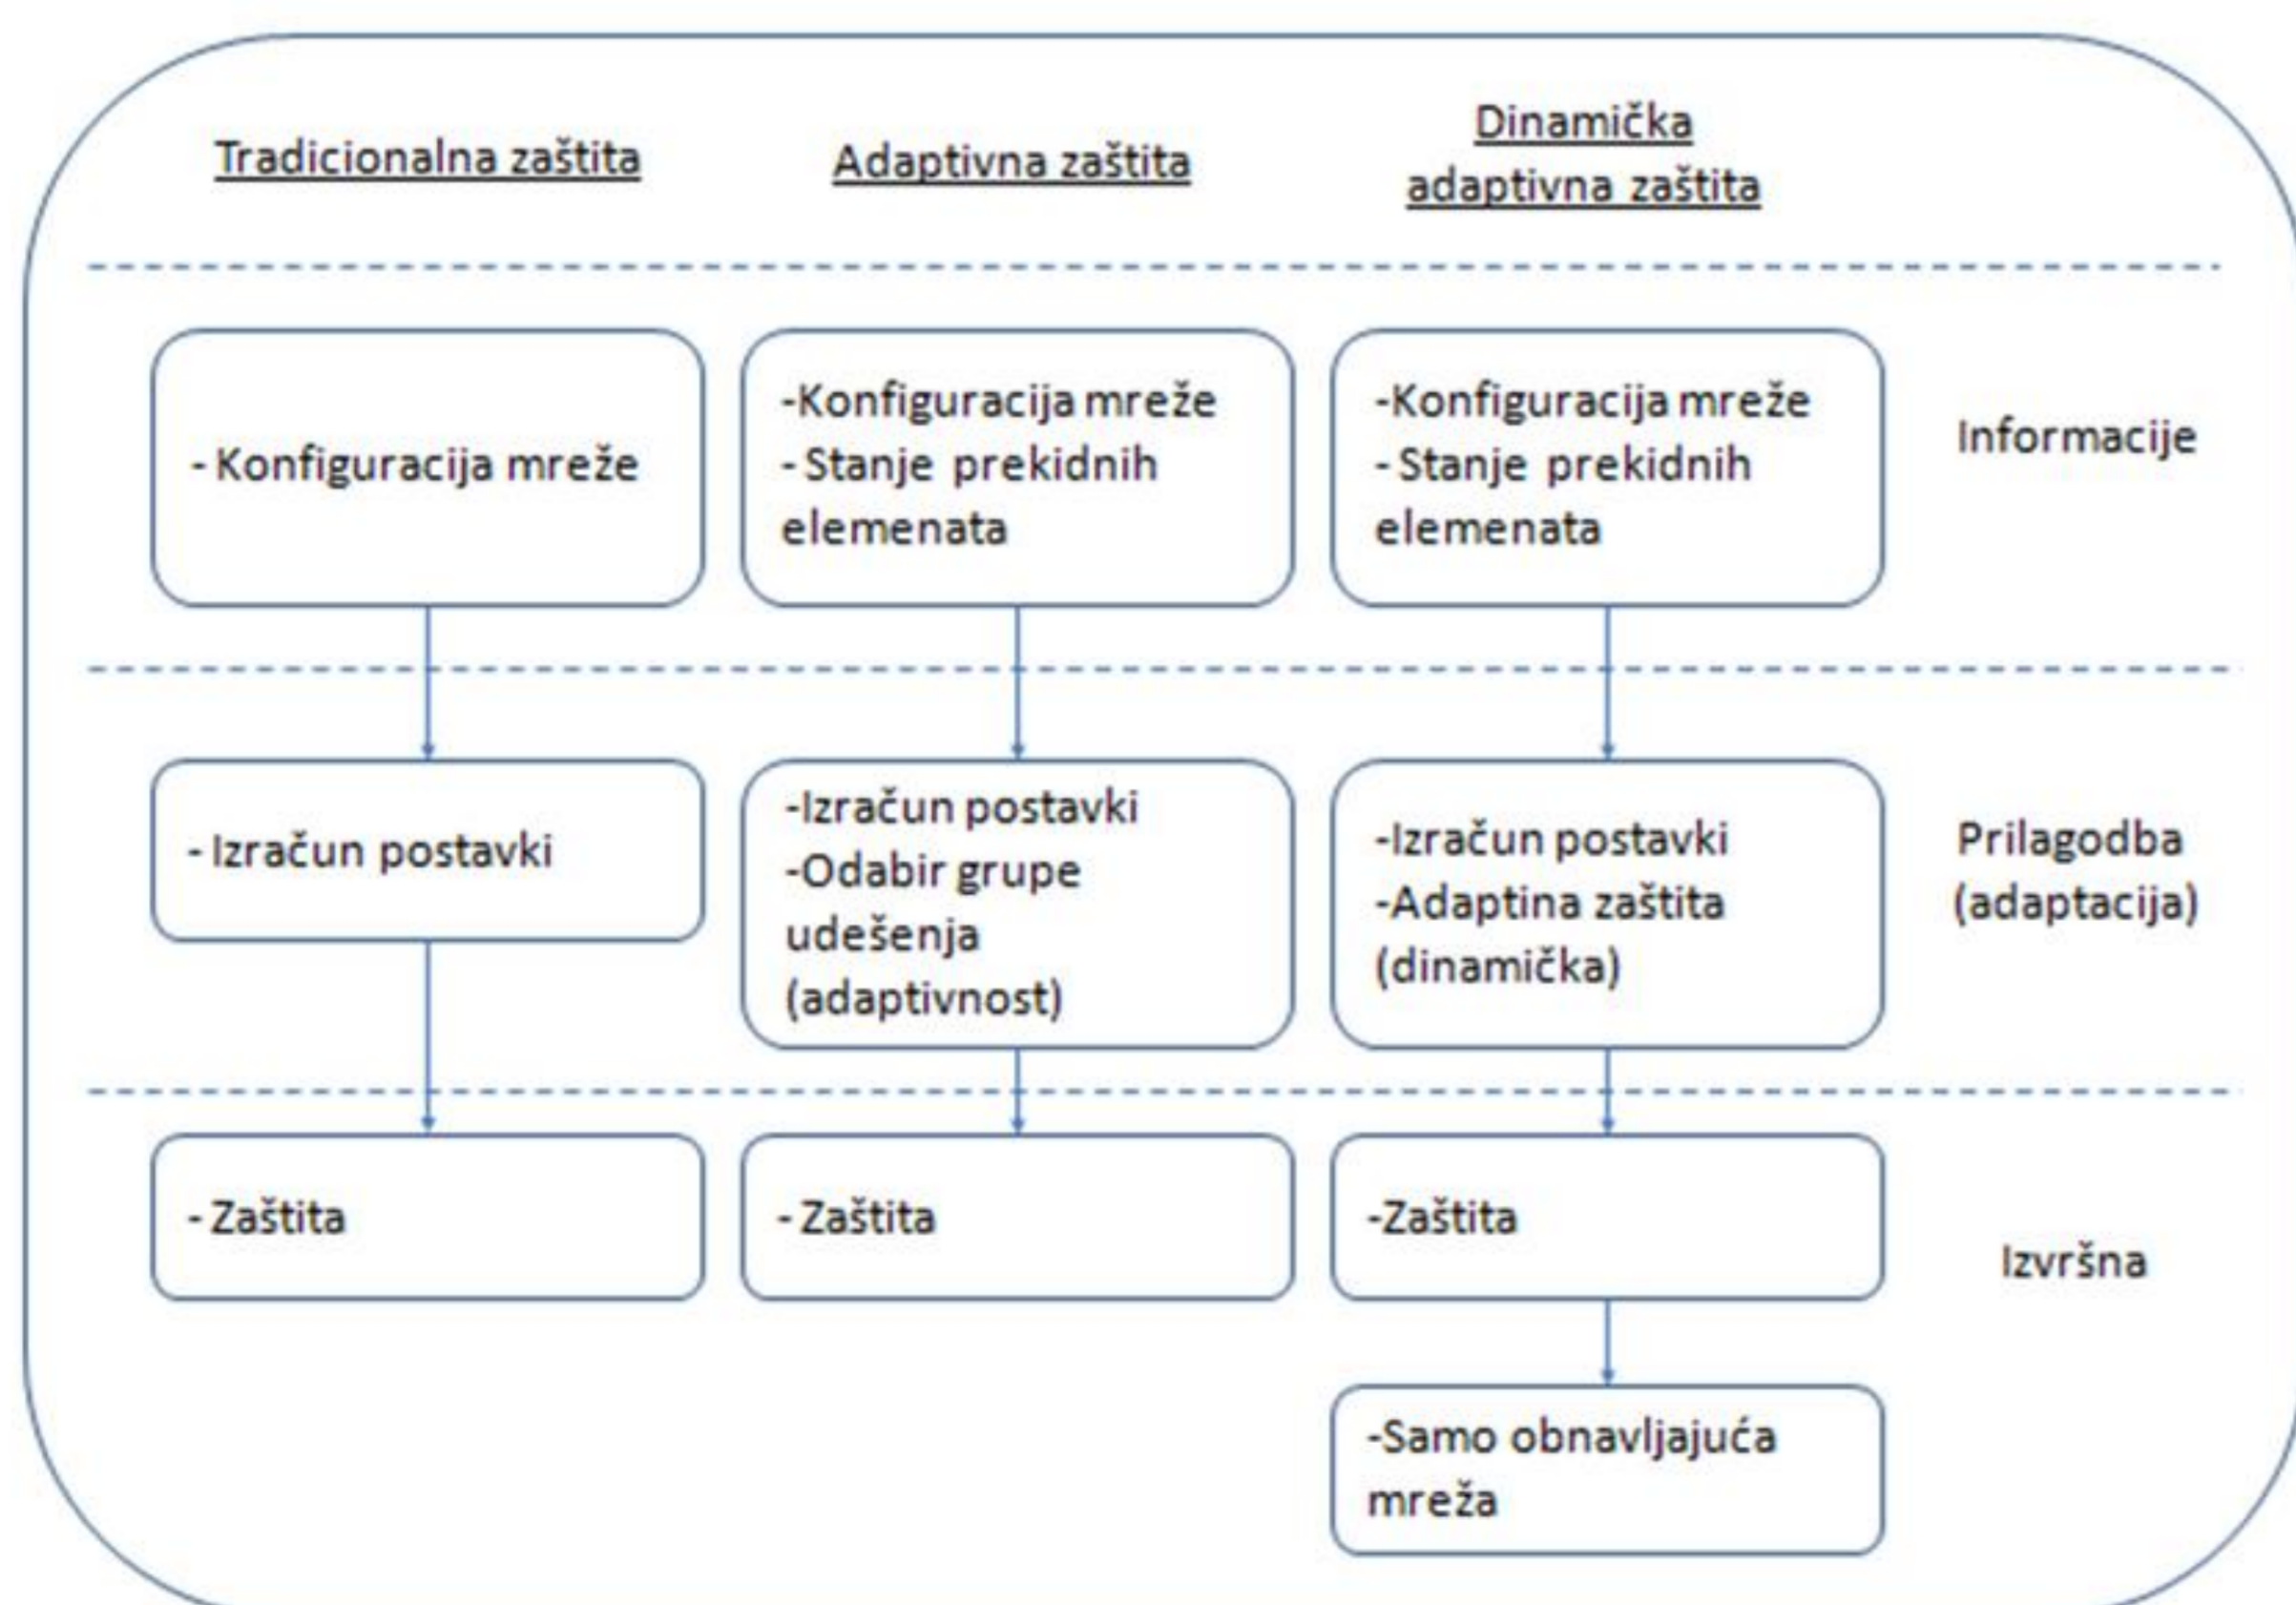 Tradicionalna zaštita
Adaptivna zaštita
Dinamička
adaptivna zaštita
- Konfiguracija mreže
-Konfiguracija mreže
- Stanje prekidnih
elemenata
-Konfiguracija mreže
- Stanje prekidnih
elemenata
Informacije
- Izračun postavki
-Izračun postavki
-Odabir grupe
udešenja
(adaptivnost)
-Izračun postavki
-Adaptina zaštita
(dinamička)
Prilagodba
(adaptacija)
- Zaštita
- Zaštita
-Zaštita
Izvršna
-Samo obnavljajuća
mreža